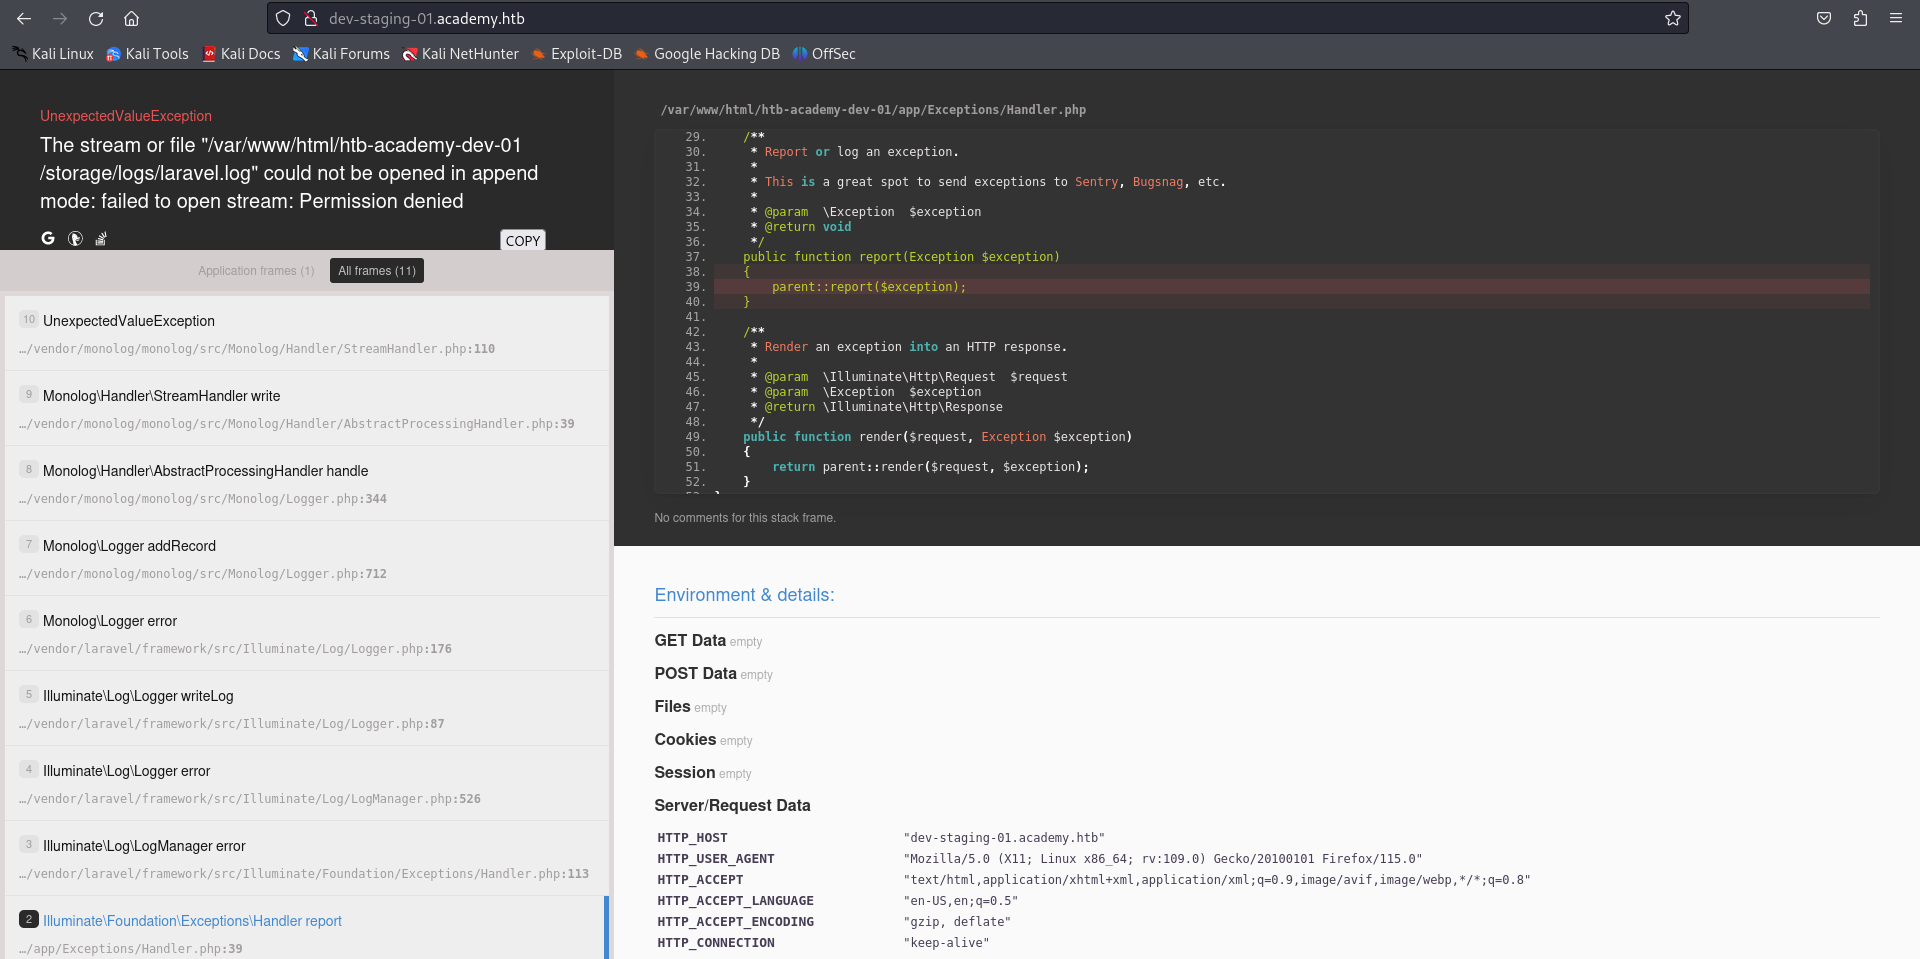 dev-staging-01.academy.htb
Kali Linux Kali Tools Kali Docs Kali Forums Kali NetHunter Exploit-DB Google Hacking DB OffSec
UnexpectedValueException
The stream or file "/var/www/html/htb-academy-dev-01
/storage/logs/laravel.log" could not be opened in append
mode: failed to open stream: Permission denied
COPY
Application frames (1) All frames (11)
10 UnexpectedValueException
…/vendor/monolog/monolog/src/Monolog/Handler/StreamHandler.php:110
9 Monolog\Handler\StreamHandler write
…/vendor/monolog/monolog/src/Monolog/Handler/AbstractProcessingHandler.php:39
8 Monolog\Handler\AbstractProcessingHandler handle
…/vendor/monolog/monolog/src/Monolog/Logger.php:344
7 Monolog\Logger addRecord
…/vendor/monolog/monolog/src/Monolog/Logger.php:712
6 Monolog\Logger error
…/vendor/laravel/framework/src/Illuminate/Log/Logger.php:176
5 Illuminate\Log\Logger writeLog
…/vendor/laravel/framework/src/Illuminate/Log/Logger.php:87
4 Illuminate\Log\Logger error
…/vendor/laravel/framework/src/Illuminate/Log/LogManager.php:526
3 Illuminate\Log\LogManager error
…/vendor/laravel/framework/src/Illuminate/Foundation/Exceptions/Handler.php:113
2 Illuminate\Foundation\Exceptions\Handler report
…/app/Exceptions/Handler.php:39
/var/www/html/htb-academy-dev-01/app/Exceptions/Handler.php
29. /**
30. * Report or log an exception.
31. *
32. * This is a great spot to send exceptions to Sentry, Bugsnag, etc.
33. *
34. * @param  \Exception  $exception
35. * @return void
36. */
37. public function report(Exception $exception)
38. {
39. parent::report($exception);
40. }
41.
42. /**
43. * Render an exception into an HTTP response.
44. *
45. * @param  \Illuminate\Http\Request  $request
46. * @param  \Exception  $exception
47. * @return \Illuminate\Http\Response
48. */
49. public function render($request, Exception $exception)
50. {
51. return parent::render($request, $exception);
52. }
No comments for this stack frame.
Environment & details:
GET Data empty
POST Data empty
Files empty
Cookies empty
Session empty
Server/Request Data
HTTP_HOST "dev-staging-01.academy.htb"
HTTP_USER_AGENT "Mozilla/5.0 (X11; Linux x86_64; rv:109.0) Gecko/20100101 Firefox/115.0"
HTTP_ACCEPT "text/html,application/xhtml+xml,application/xml;q=0.9,image/avif,image/webp,*/*;q=0.8"
HTTP_ACCEPT_LANGUAGE "en-US,en;q=0.5"
HTTP_ACCEPT_ENCODING "gzip, deflate"
HTTP_CONNECTION "keep-alive"